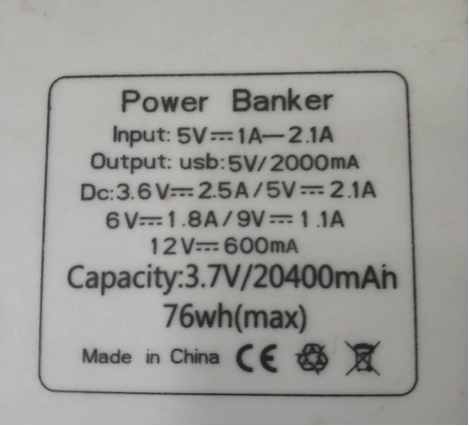 Power Banker
Input: 5V⎓1A—2.1A
Output: usb:5V/2000mA
Dc:3.6V⎓2.5A/5V⎓2.1A
6V⎓1.8A/9V⎓1.1A
12V⎓600mA
Capacity:3.7V/20400mAh
76wh(max)
Made in China CE